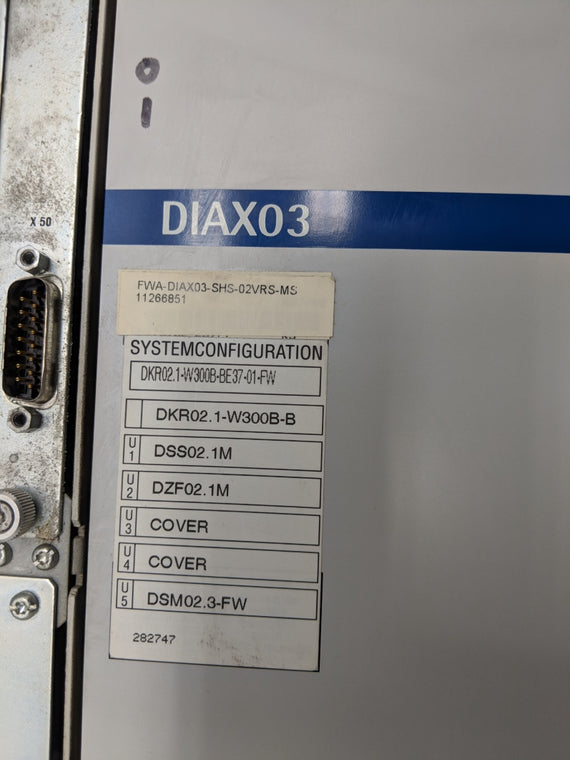 X 50
DIAX03
FWA-DIAX03-SHS-02VRS-MS
11266851
SYSTEMCONFIGURATION
DKR02.1-W300B-BE37-01-FW
DKR02.1-W300B-B
U1 DSS02.1M
U2 DZF02.1M
U3 COVER
U4 COVER
U5 DSM02.3-FW
282747